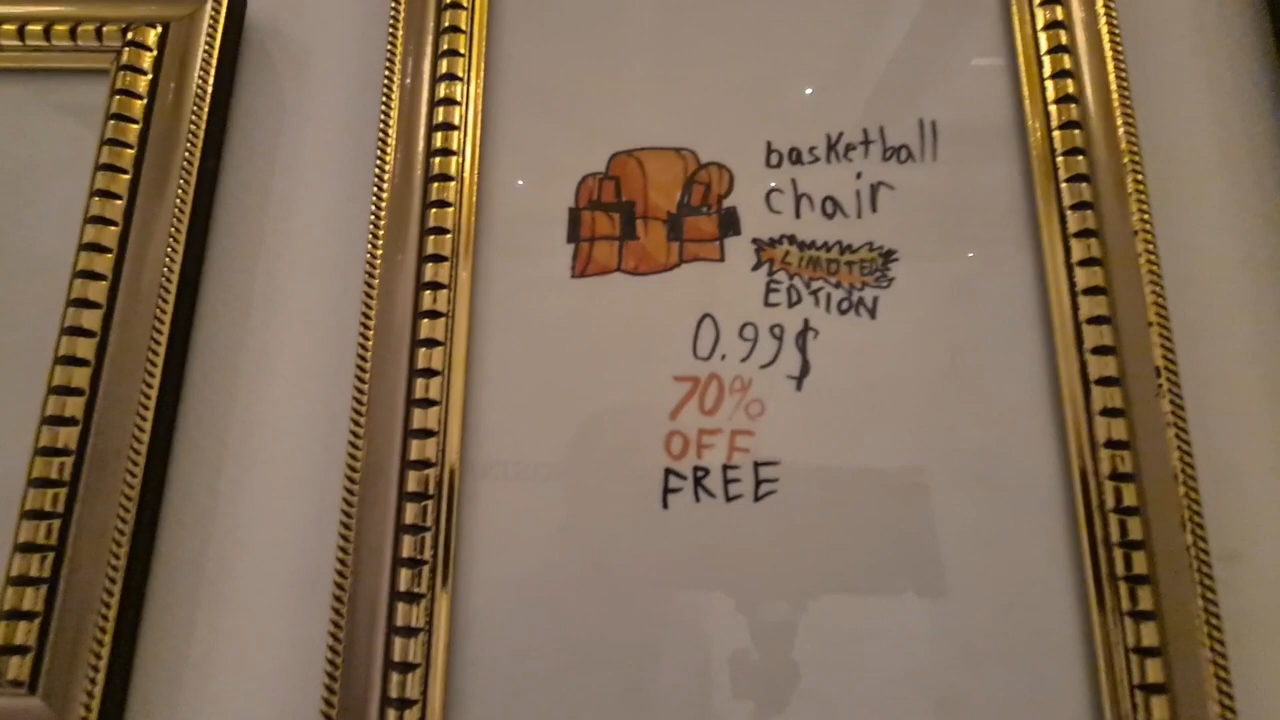 basketball
chair
LIMOTED
EDTION
0.99$
70%
OFF
FREE